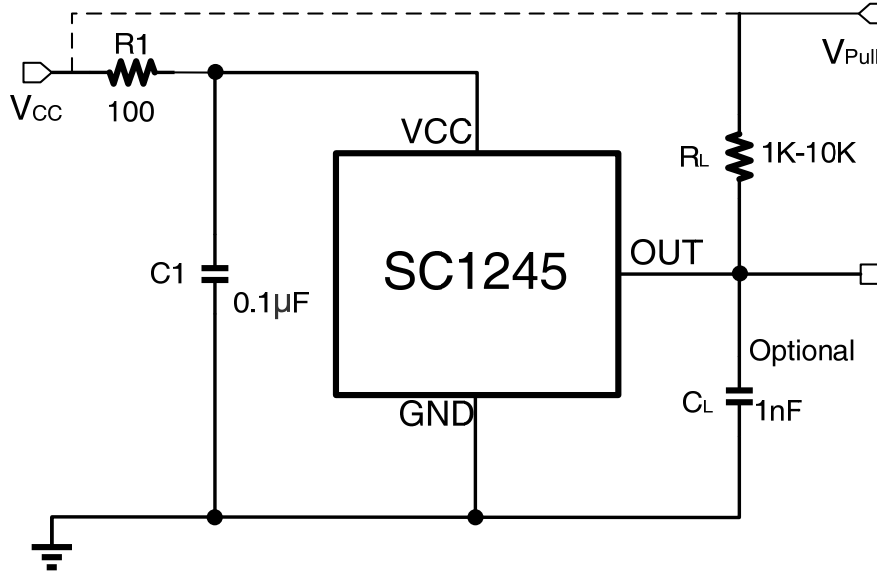 R1
VCC
100
VCC
VPull
RL
1K-10K
SC1245
OUT
C1
0.1µF
Optional
GND
CL
1nF